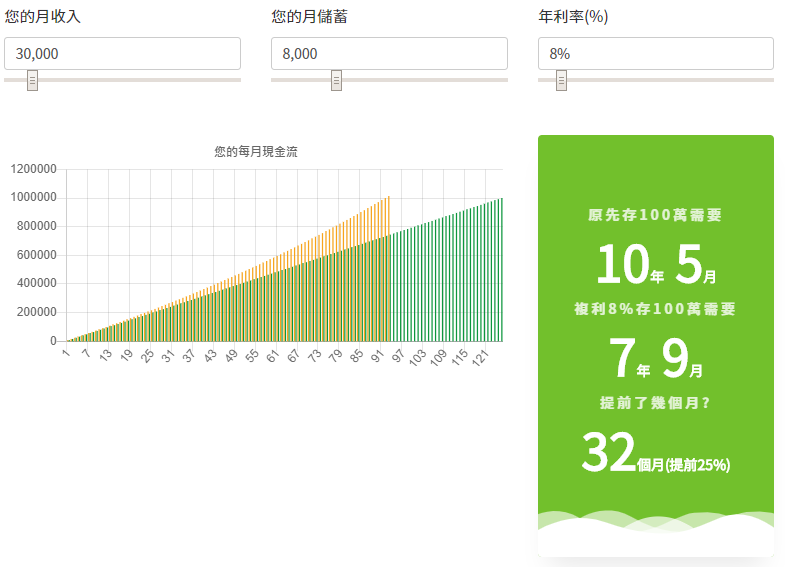 您的月收入
30,000
您的月儲蓄
8,000
年利率(%)
8%
您的每月現金流
1200000
1000000
800000
600000
400000
200000
0
1 7 13 19 25 31 37 43 49 55 61 67 73 79 85 91 97 103 109 115 121
原先存100萬需要
10年 5月
複利8%存100萬需要
7年 9月
提前了幾個月?
32個月(提前25%)